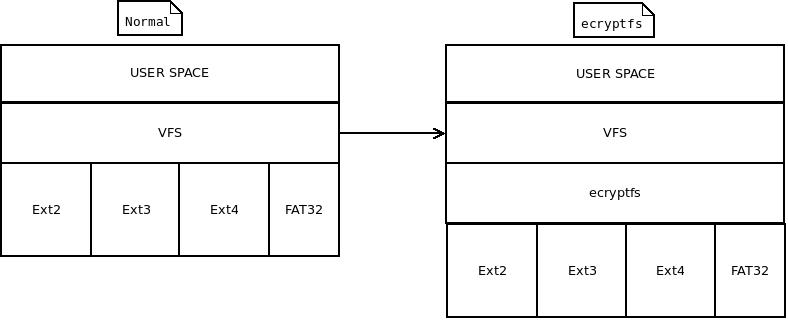 Normal
USER SPACE
VFS
Ext2 Ext3 Ext4 FAT32
ecryptfs
USER SPACE
VFS
ecryptfs
Ext2 Ext3 Ext4 FAT32